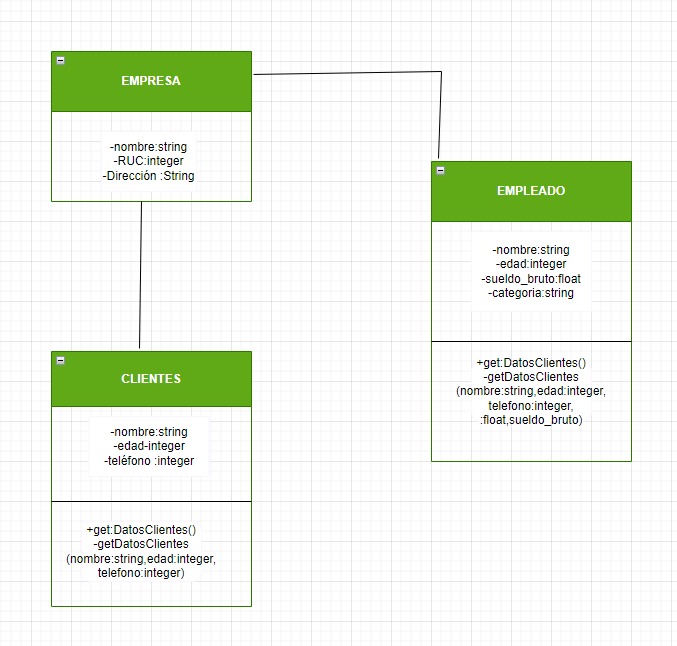 EMPRESA
-nombre:string
-RUC:integer
-Dirección :String
EMPLEADO
-nombre:string
-edad:integer
-sueldo_bruto:float
-categoria:string
+get:DatosClientes()
-getDatosClientes
(nombre:string,edad:integer,
telefono:integer,
:float,sueldo_bruto)
CLIENTES
-nombre:string
-edad-integer
-teléfono :integer
+get:DatosClientes()
-getDatosClientes
(nombre:string,edad:integer,
telefono:integer)